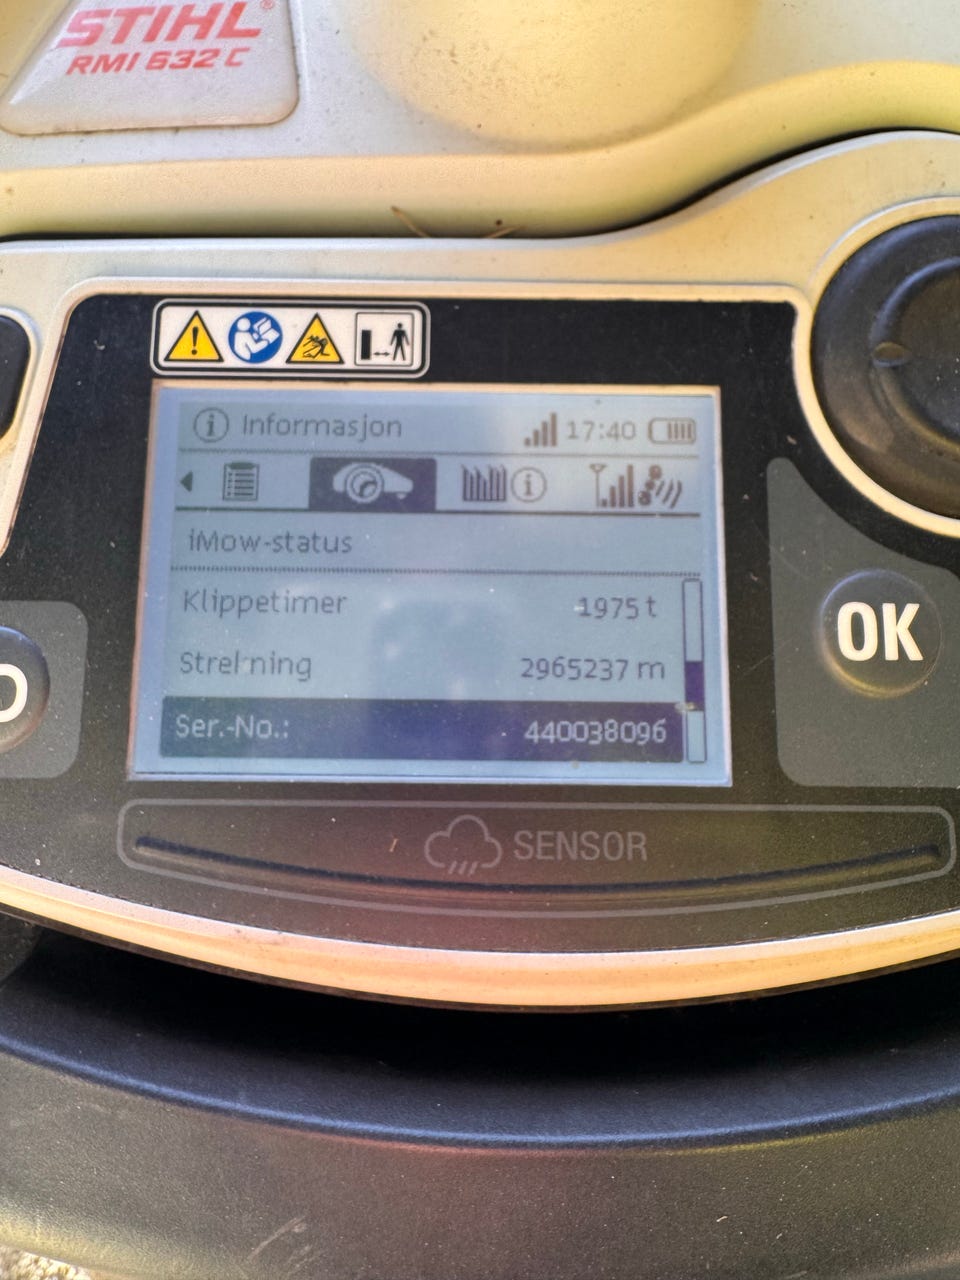 STIHL®
RMI 632 C
Informasjon 17:40
iMow-status
Klippetimer 1975 t
Strekning 2965237 m
Ser.-No.: 440038096
OK
SENSOR